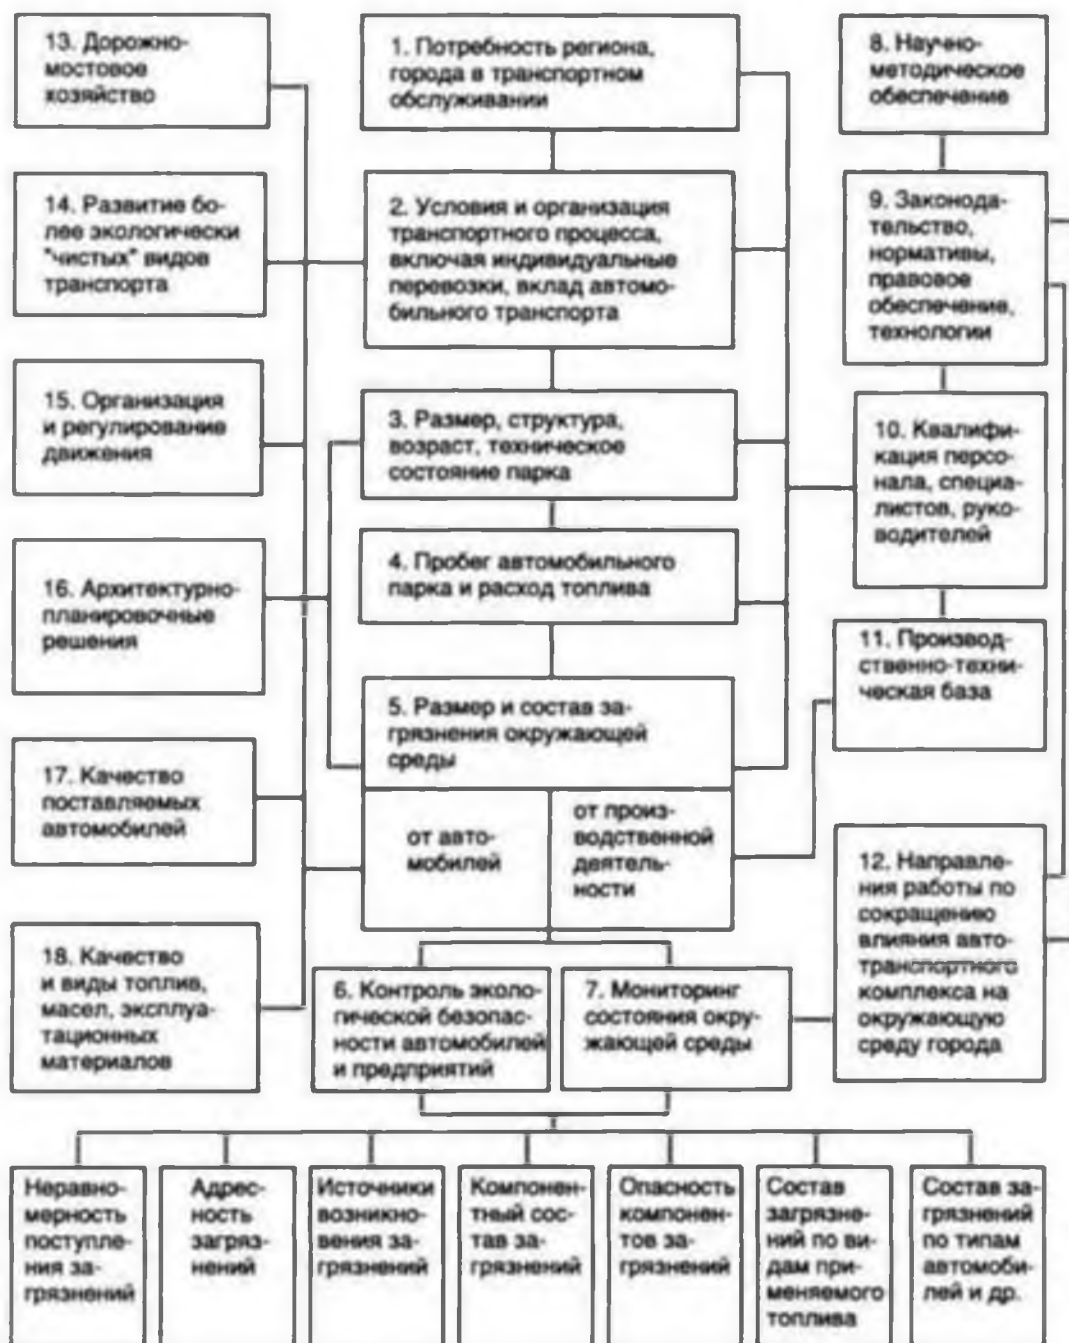 13. Дорожно-
мостовое
хозяйство
1. Потребность региона,
города в транспортном
обслуживании
8. Научно-
методическое
обеспечение
14. Развитие бо-
лее экологически
"чистых" видов
транспорта
2. Условия и организация
транспортного процесса,
включая индивидуальные
перевозки, вклад автомо-
бильного транспорта
9. Законода-
тельство,
нормативы,
правовое
обеспечение,
технологии
15. Организация
и регулирование
движения
3. Размер, структура,
возраст, техническое
состояние парка
10. Квалифи-
кация персо-
нала, специа-
листов, руко-
водителей
16. Архитектурно-
планировочные
решения
4. Пробег автомобильного
парка и расход топлива
11. Производ-
ственно-техни-
ческая база
17. Качество
поставляемых
автомобилей
5. Размер и состав за-
грязнения окружающей
среды
от авто-
мобилей
от произ-
водственной
деятель-
ности
12. Направле-
ния работы по
сокращению
влияния авто-
транспортного
комплекса на
окружающую
среду города
18. Качество
и виды топлив,
масел, эксплуа-
тационных
материалов
6. Контроль эколо-
гической безопас-
ности автомобилей
и предприятий
7. Мониторинг
состояния окру-
жающей среды
Неравно-
мерность
поступле-
ния за-
грязнений
Адрес-
ность
загряз-
нений
Источники
возникно-
вения за-
грязнений
Компонен-
тный сос-
тав за-
грязнений
Опасность
компонен-
тов за-
грязнений
Состав
загрязне-
ний по ви-
дам при-
меняемого
топлива
Состав за-
грязнений
по типам
автомоби-
лей и др.